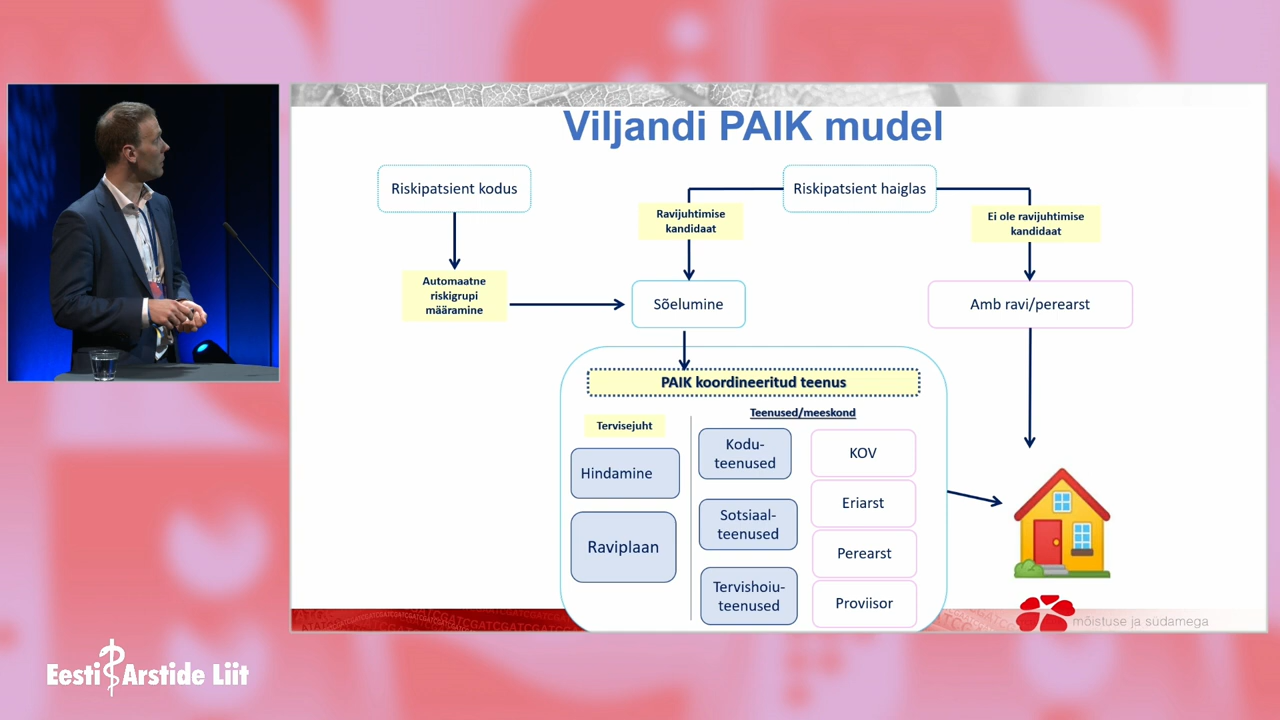 Viljandi PAIK mudel
Riskipatsient kodus
Riskipatsient haiglas
Ravijuhtimise
kandidaat
Ei ole ravijuhtimise
kandidaat
Automaatne
riskigrupi
määramine
Sõelumine
Amb ravi/perearst
PAIK koordineeritud teenus
Tervisejuht
Teenused/meeskond
Hindamine
Raviplaan
Kodu-
teenused
Sotsiaal-
teenused
Tervishoiu-
teenused
KOV
Eriarst
Perearst
Proviisor
mõistuse ja südamega
Eesti Arstide Liit